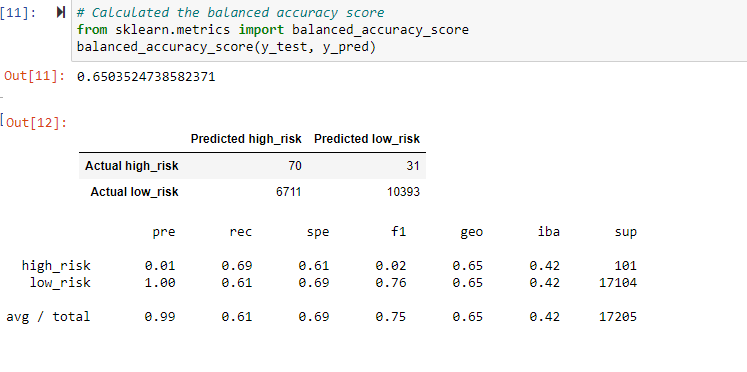 [11]: # Calculated the balanced accuracy score
from sklearn.metrics import balanced_accuracy_score
balanced_accuracy_score(y_test, y_pred)
Out[11]: 0.6503524738582371
[Out[12]:
Predicted high_risk Predicted low_risk
Actual high_risk 70 31
Actual low_risk 6711 10393
pre rec spe f1 geo iba sup
high_risk 0.01 0.69 0.61 0.02 0.65 0.42 101
low_risk 1.00 0.61 0.69 0.76 0.65 0.42 17104
avg / total 0.99 0.61 0.69 0.75 0.65 0.42 17205